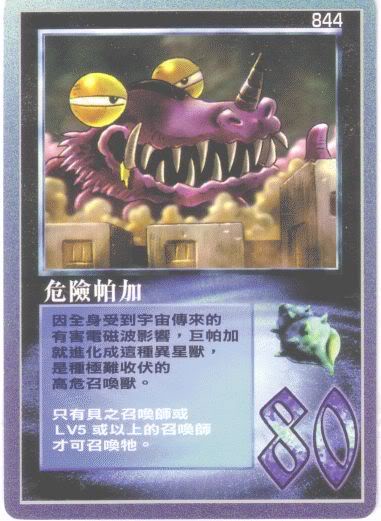 844
危險帕加
因全身受到宇宙傳來的
有害電磁波影響，巨帕加
就進化成這種異星獸，
是種極難收伏的
高危召喚獸。
只有貝之召喚師或
LV5 或以上的召喚師
才可召喚牠。
80